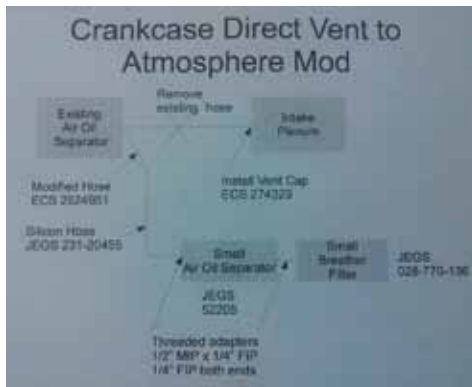 Crankcase Direct Vent to
Atmosphere Mod
Remove
existing hose
Existing
Air Oil
Separator
Intake
Plenum
Modified Hose
ECS 2524951
Install Vent Cap
ECS 274329
Silicon Hose
JEGS 231-20455
Small
Air Oil Separator
Small
Breather
Filter
JEGS
028-770-136
JEGS
52205
Threaded adapters
1/2" MIP x 1/4" FIP
1/4" FIP both ends